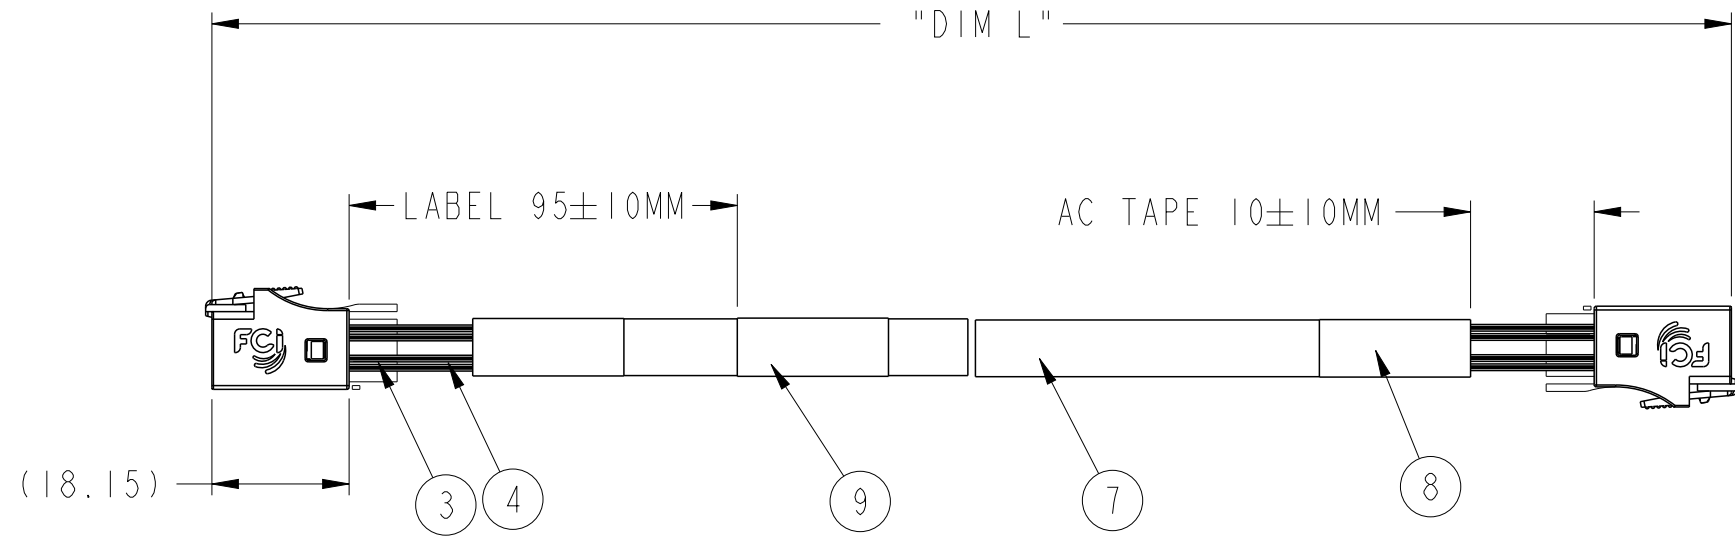 "DIM L"
LABEL 95±10MM
AC TAPE 10±10MM
FCi
FCi
(18.15)
3
4
9
7
8